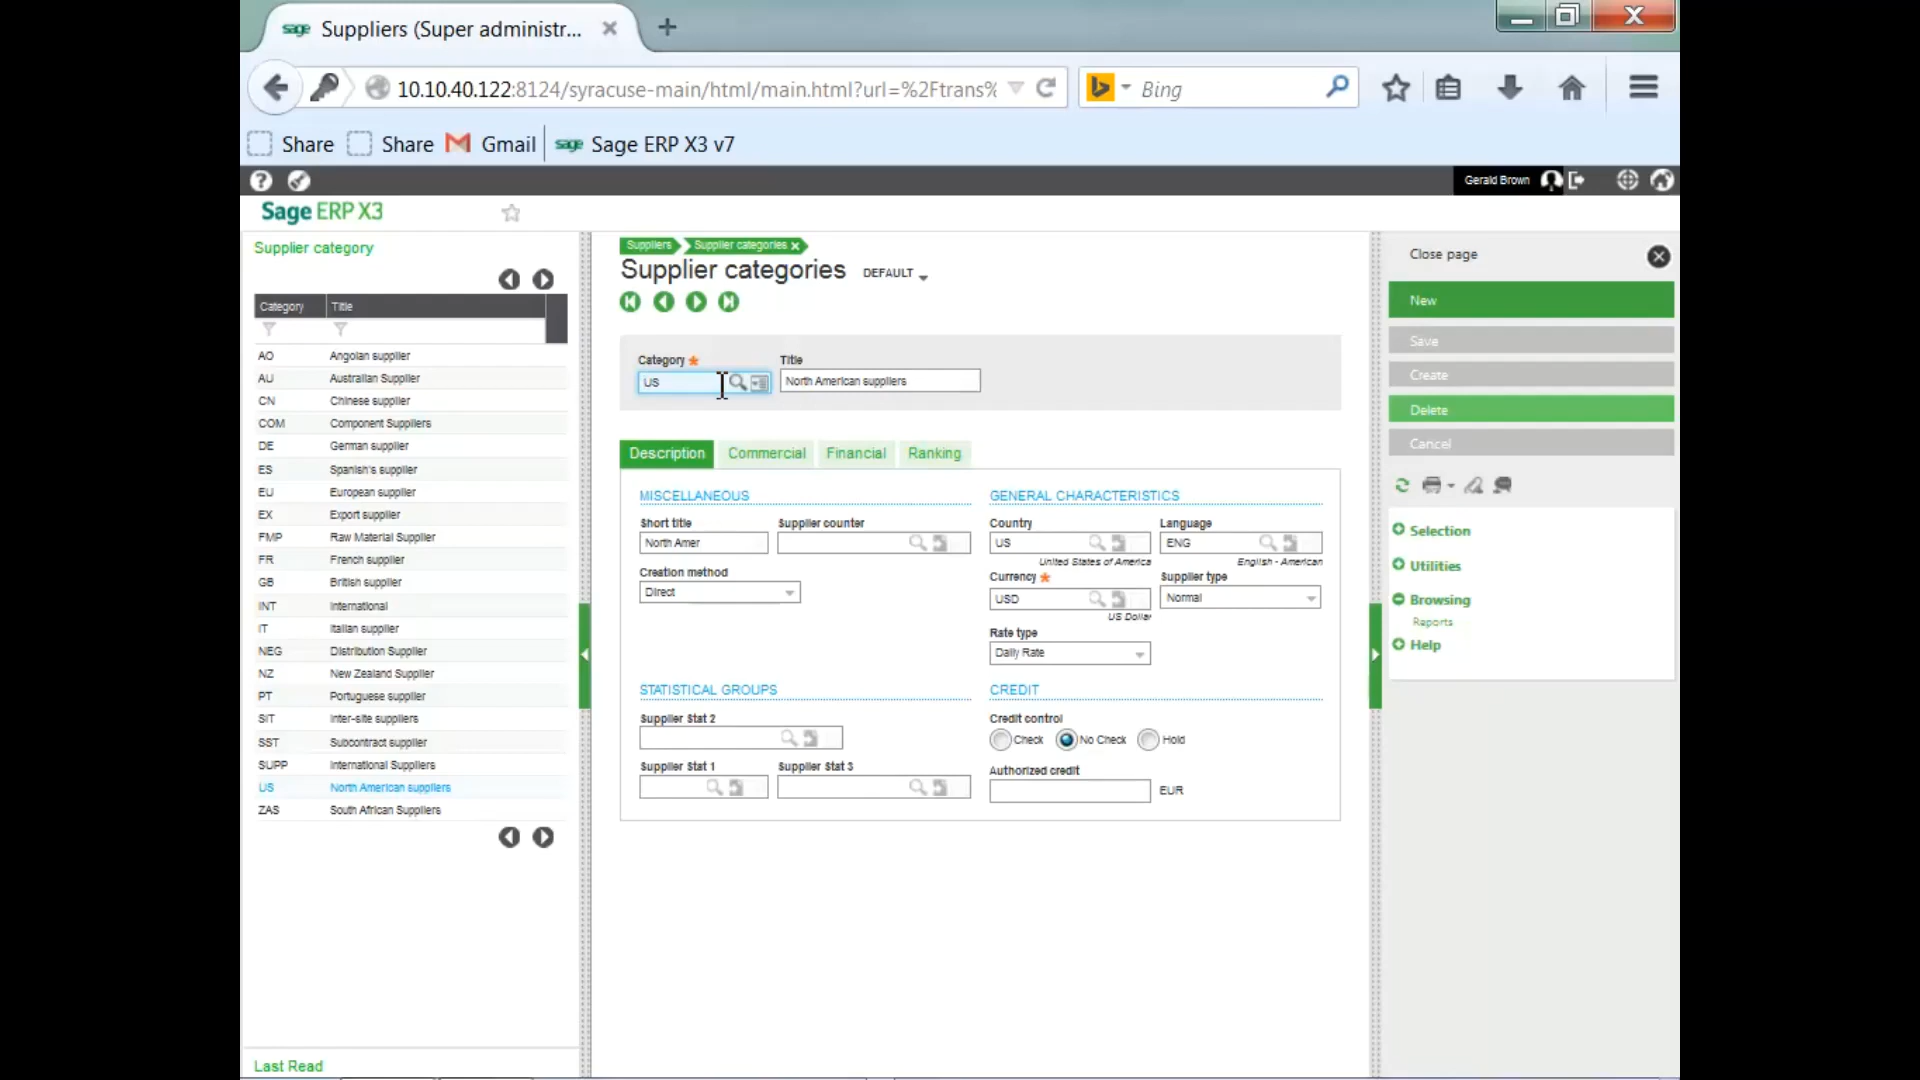 sage Suppliers (Super administr...
10.10.40.122:8124/syracuse-main/html/main.html?url=%2Ftrans%
Bing
Share Share Gmail sage Sage ERP X3 v7
Gerald Brown
Sage ERP X3
Supplier category
Category Title
AO Angolan supplier
AU Australian Supplier
CN Chinese supplier
COM Component Suppliers
DE German supplier
ES Spanish's supplier
EU European supplier
EX Export supplier
FMP Raw Material Supplier
FR French supplier
GB British supplier
INT International
IT Italian supplier
NEG Distribution Supplier
NZ New Zealand Supplier
PT Portuguese supplier
SIT Inter-site suppliers
SST Subcontract supplier
SUPP International Suppliers
US North American suppliers
ZAS South African Suppliers
Last Read
Suppliers Supplier categories
Supplier categories DEFAULT
Category * Title
US North American suppliers
Description Commercial Financial Ranking
MISCELLANEOUS
Short title Supplier counter
North Amer
Creation method
Direct
GENERAL CHARACTERISTICS
Country Language
US ENG
United States of America English - American
Currency * Supplier type
USD Normal
US Dollar
Rate type
Daily Rate
STATISTICAL GROUPS
Supplier Stat 2
Supplier Stat 1 Supplier Stat 3
CREDIT
Credit control
Check No Check Hold
Authorized credit
EUR
Close page
New
Save
Create
Delete
Cancel
Selection
Utilities
Browsing
Reports
Help